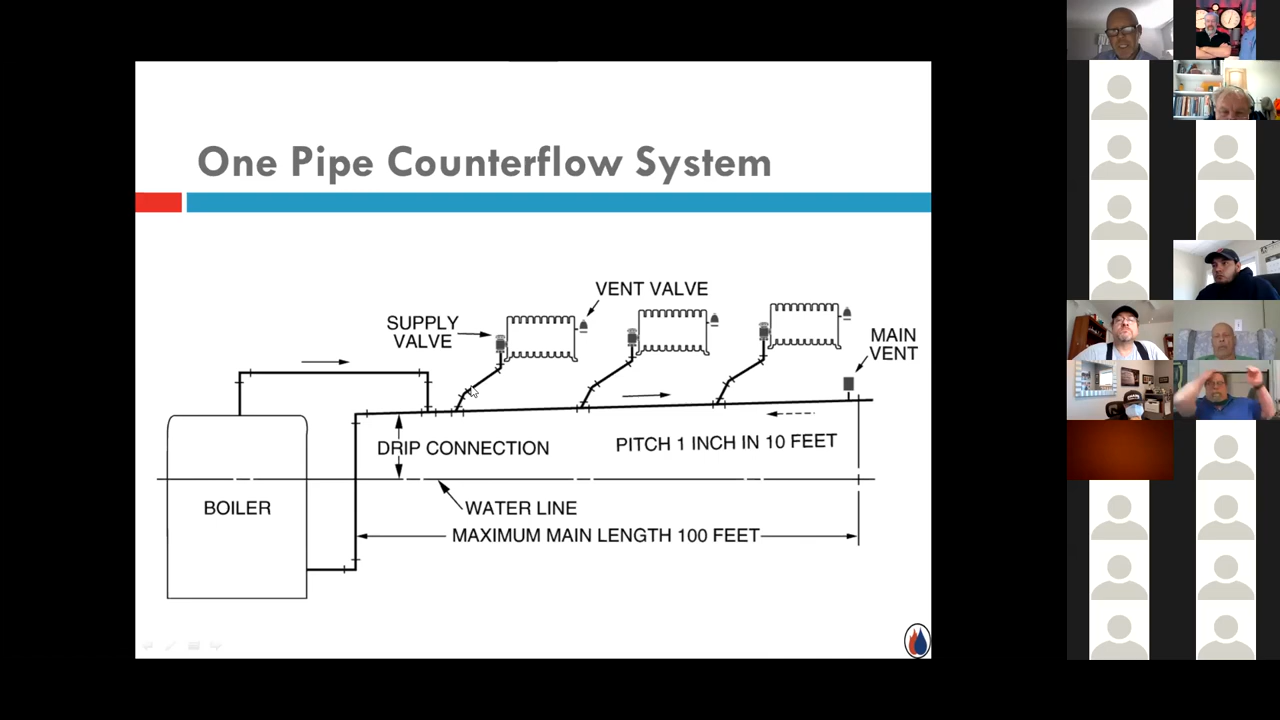 One Pipe Counterflow System
VENT VALVE
SUPPLY
VALVE
MAIN
VENT
DRIP CONNECTION
PITCH 1 INCH IN 10 FEET
BOILER
WATER LINE
MAXIMUM MAIN LENGTH 100 FEET